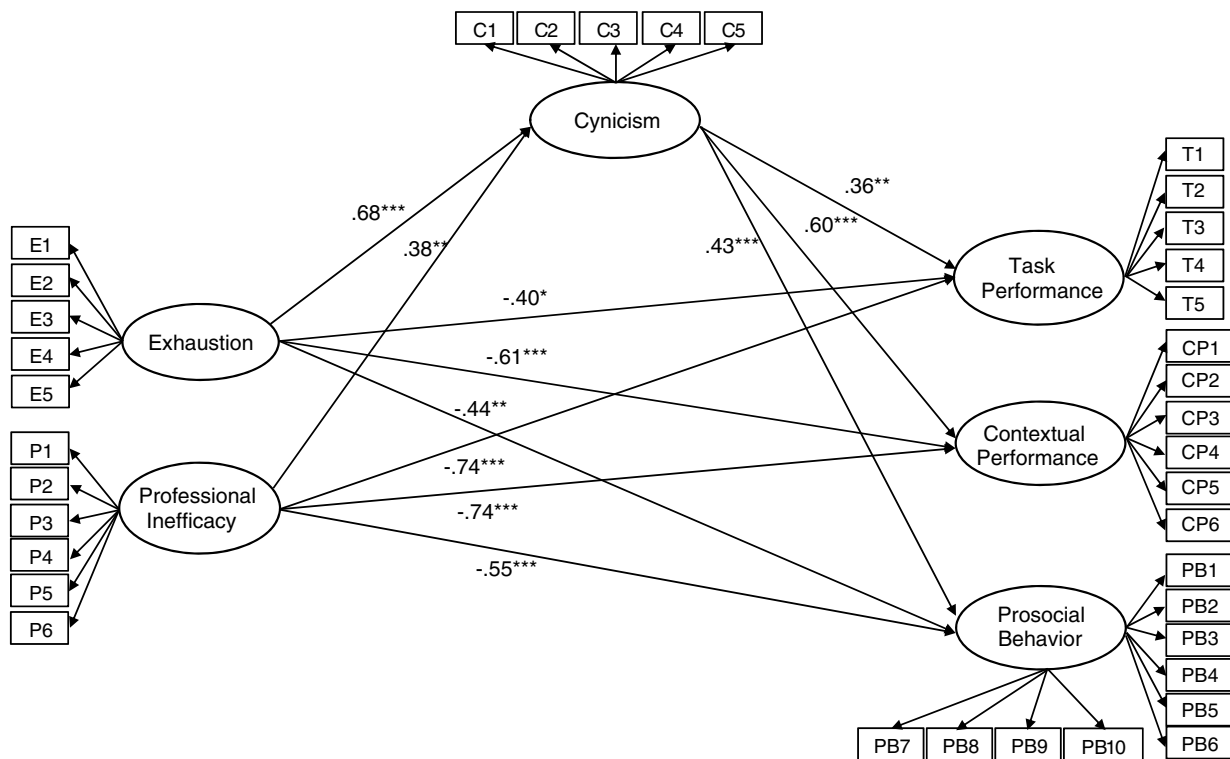 C1 C2 C3 C4 C5
Cynicism
T1
T2
T3
T4
T5
.36**
.60***
.43***
.68***
.38**
E1
E2
E3
E4
E5
Exhaustion
Task
Performance
-.40*
-.61***
-.44**
CP1
CP2
CP3
CP4
CP5
CP6
Contextual
Performance
P1
P2
P3
P4
P5
P6
Professional
Inefficacy
-.74***
-.74***
-.55***
Prosocial
Behavior
PB1
PB2
PB3
PB4
PB5
PB6
PB7 PB8 PB9 PB10